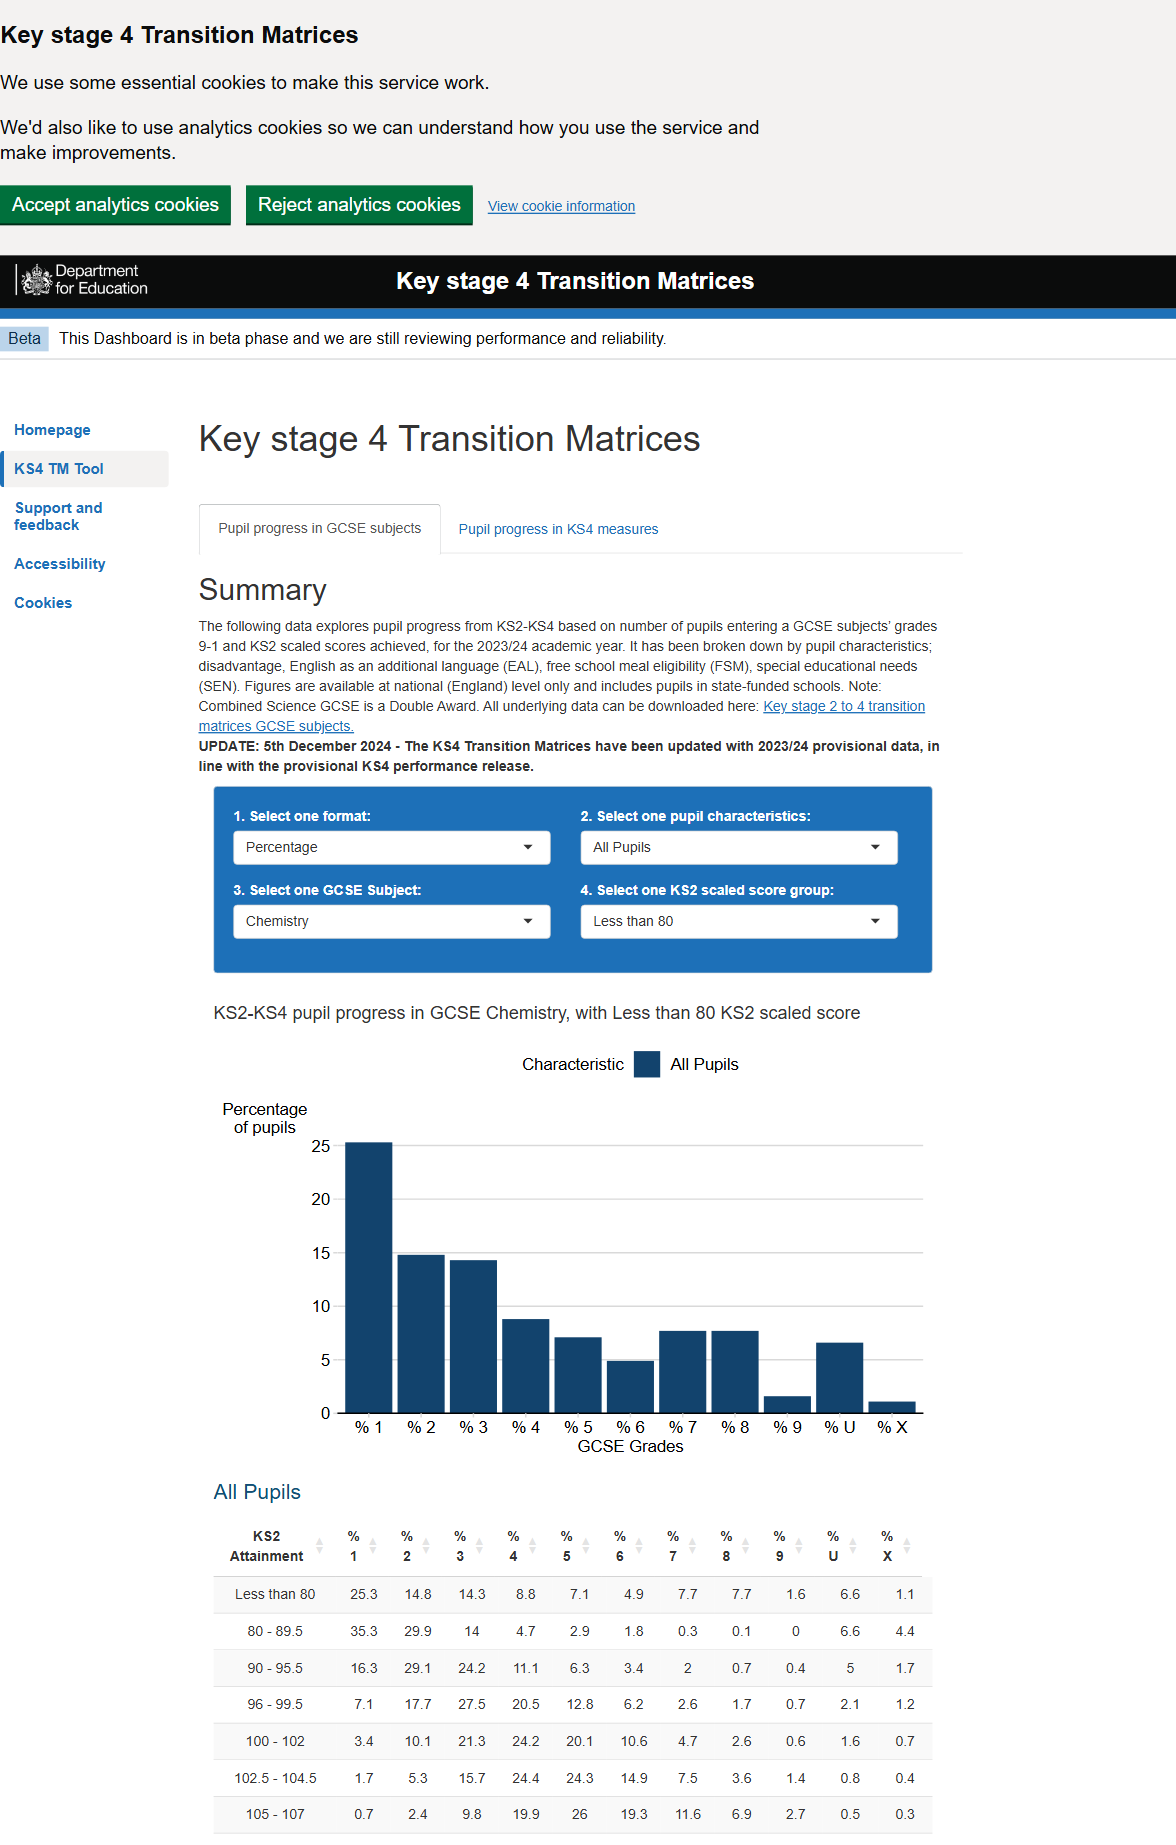 Key stage 4 Transition Matrices
We use some essential cookies to make this service work.
We'd also like to use analytics cookies so we can understand how you use the service and
make improvements.
Accept analytics cookies Reject analytics cookies View cookie information
Department
for Education
Key stage 4 Transition Matrices
Beta This Dashboard is in beta phase and we are still reviewing performance and reliability.
Homepage
KS4 TM Tool
Support and
feedback
Accessibility
Cookies
Key stage 4 Transition Matrices
Pupil progress in GCSE subjects Pupil progress in KS4 measures
Summary
The following data explores pupil progress from KS2-KS4 based on number of pupils entering a GCSE subjects' grades
9-1 and KS2 scaled scores achieved, for the 2023/24 academic year. It has been broken down by pupil characteristics;
disadvantage, English as an additional language (EAL), free school meal eligibility (FSM), special educational needs
(SEN). Figures are available at national (England) level only and includes pupils in state-funded schools. Note:
Combined Science GCSE is a Double Award. All underlying data can be downloaded here: Key stage 2 to 4 transition
matrices GCSE subjects.
UPDATE: 5th December 2024 - The KS4 Transition Matrices have been updated with 2023/24 provisional data, in
line with the provisional KS4 performance release.
1. Select one format: 2. Select one pupil characteristics:
Percentage All Pupils
3. Select one GCSE Subject: 4. Select one KS2 scaled score group:
Chemistry Less than 80
KS2-KS4 pupil progress in GCSE Chemistry, with Less than 80 KS2 scaled score
Characteristic All Pupils
Percentage
of pupils
25
20
15
10
5
0
% 1 % 2 % 3 % 4 % 5 % 6 % 7 % 8 % 9 % U % X
GCSE Grades
All Pupils
KS2 % % % % % % % % % % %
Attainment 1 2 3 4 5 6 7 8 9 U X
Less than 80 25.3 14.8 14.3 8.8 7.1 4.9 7.7 7.7 1.6 6.6 1.1
80 - 89.5 35.3 29.9 14 4.7 2.9 1.8 0.3 0.1 0 6.6 4.4
90 - 95.5 16.3 29.1 24.2 11.1 6.3 3.4 2 0.7 0.4 5 1.7
96 - 99.5 7.1 17.7 27.5 20.5 12.8 6.2 2.6 1.7 0.7 2.1 1.2
100 - 102 3.4 10.1 21.3 24.2 20.1 10.6 4.7 2.6 0.6 1.6 0.7
102.5 - 104.5 1.7 5.3 15.7 24.4 24.3 14.9 7.5 3.6 1.4 0.8 0.4
105 - 107 0.7 2.4 9.8 19.9 26 19.3 11.6 6.9 2.7 0.5 0.3